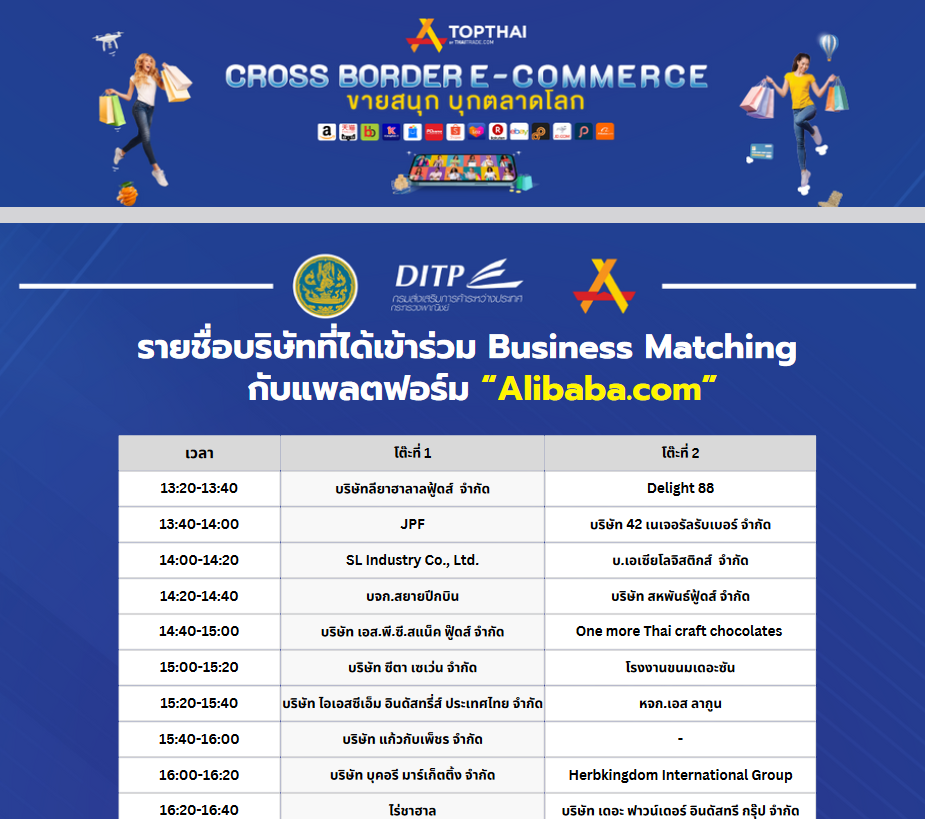 TOPTHAI
BY THAITRADE.COM
CROSS BORDER E-COMMERCE
ขายสนุก บุกตลาดโลก
DITP
กรมส่งเสริมการค้าระหว่างประเทศ
กระทรวงพาณิชย์
รายชื่อบริษัทที่ได้เข้าร่วม Business Matching
กับแพลตฟอร์ม “Alibaba.com”
เวลา โต๊ะที่ 1 โต๊ะที่ 2
13:20-13:40 บริษัทลียาฮาลาลฟู้ดส์ จำกัด Delight 88
13:40-14:00 JPF บริษัท 42 เนเจอรัลรับเบอร์ จำกัด
14:00-14:20 SL Industry Co., Ltd. บ.เอเซียโลจิสติกส์ จำกัด
14:20-14:40 บจก.สยายปีกบิน บริษัท สหพันธ์ฟู้ดส์ จำกัด
14:40-15:00 บริษัท เอส.พี.ซี.สแน็ค ฟู๊ดส์ จำกัด One more Thai craft chocolates
15:00-15:20 บริษัท ซีตา เซเว่น จำกัด โรงงานขนมเดอะซัน
15:20-15:40 บริษัท ไอเอสซีเอ็ม อินดัสทรี่ส์ ประเทศไทย จำกัด หจก.เอส ลากูน
15:40-16:00 บริษัท แก้วกับเพ็ชร จำกัด -
16:00-16:20 บริษัท บุคอรี มาร์เก็ตติ้ง จำกัด Herbkingdom International Group
16:20-16:40 ไร่ชาฮาล บริษัท เดอะ ฟาวน์เดอร์ อินดัสทรี กรุ๊ป จำกัด